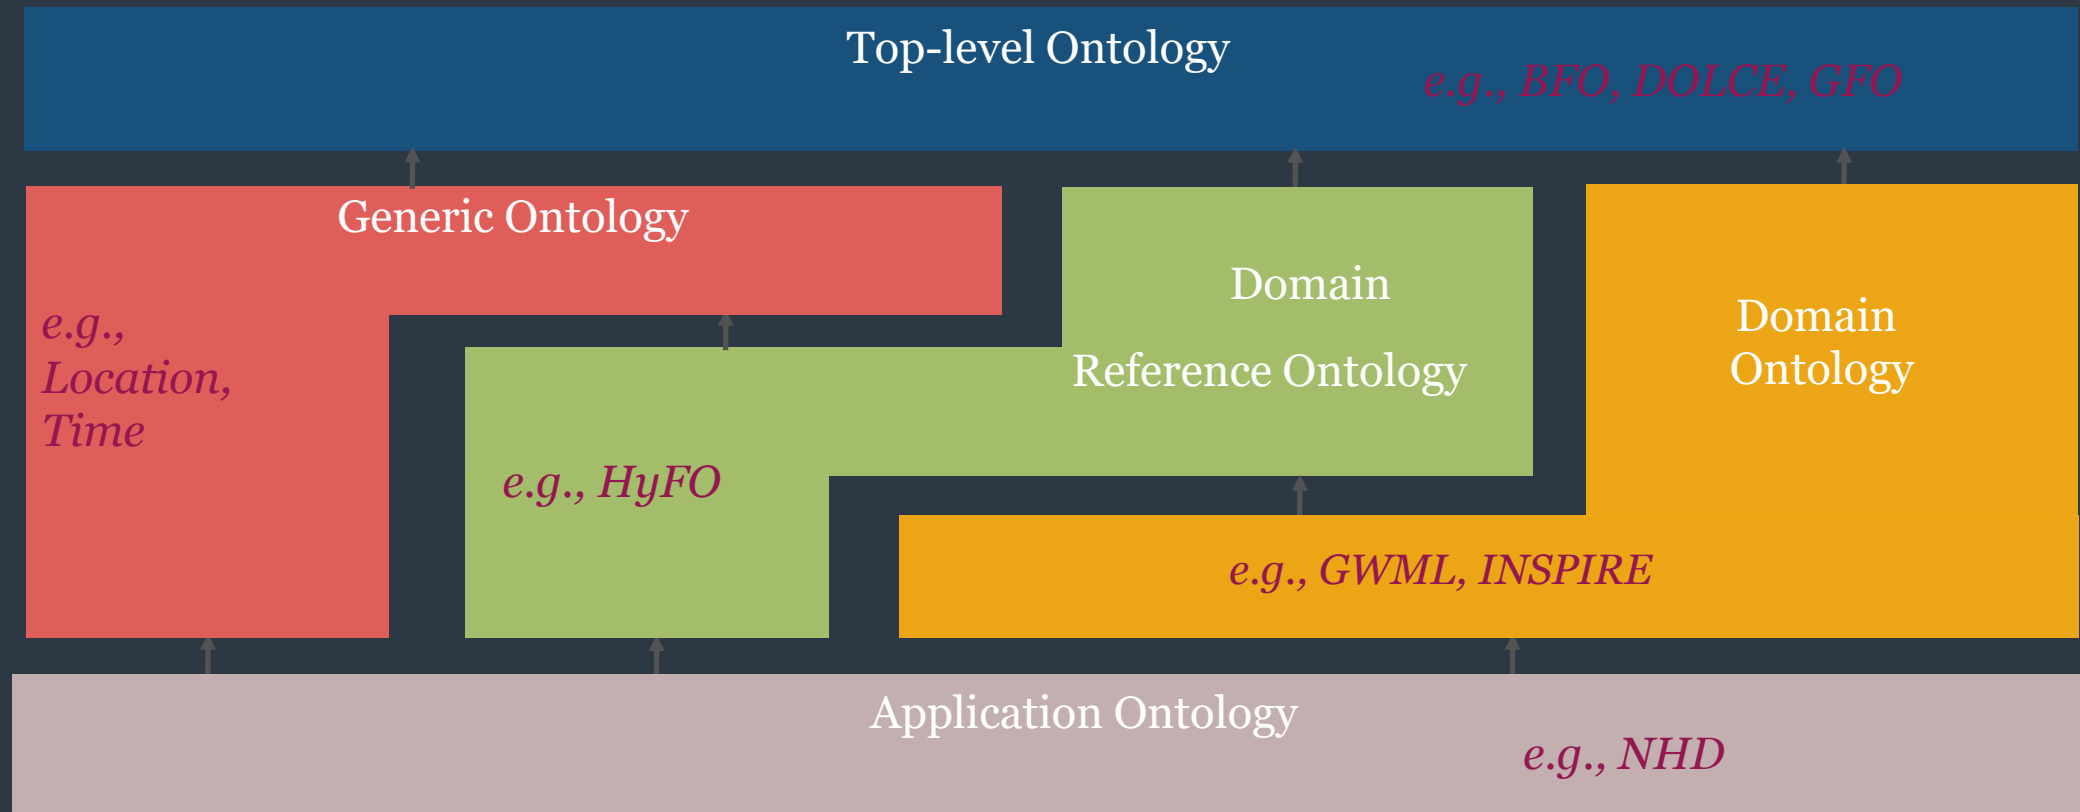 Top-level Ontology
e.g., BFO, DOLCE, GFO
Generic Ontology
e.g.,
Location,
Time
Domain
Reference Ontology
e.g., HyFO
Domain
Ontology
e.g., GWML, INSPIRE
Application Ontology
e.g., NHD